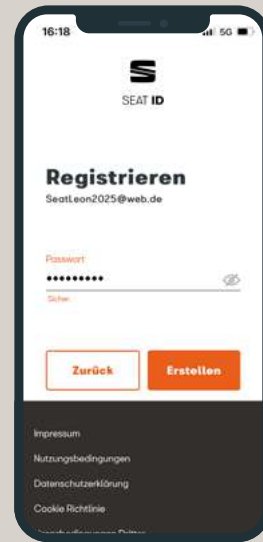 16:18
5G
SEAT ID
Registrieren
SeatLeon2025@web.de
Passwort
•••••••••
Sicher
Zurück
Erstellen
Impressum
Nutzungsbedingungen
Datenschutzerklärung
Cookie Richtlinie